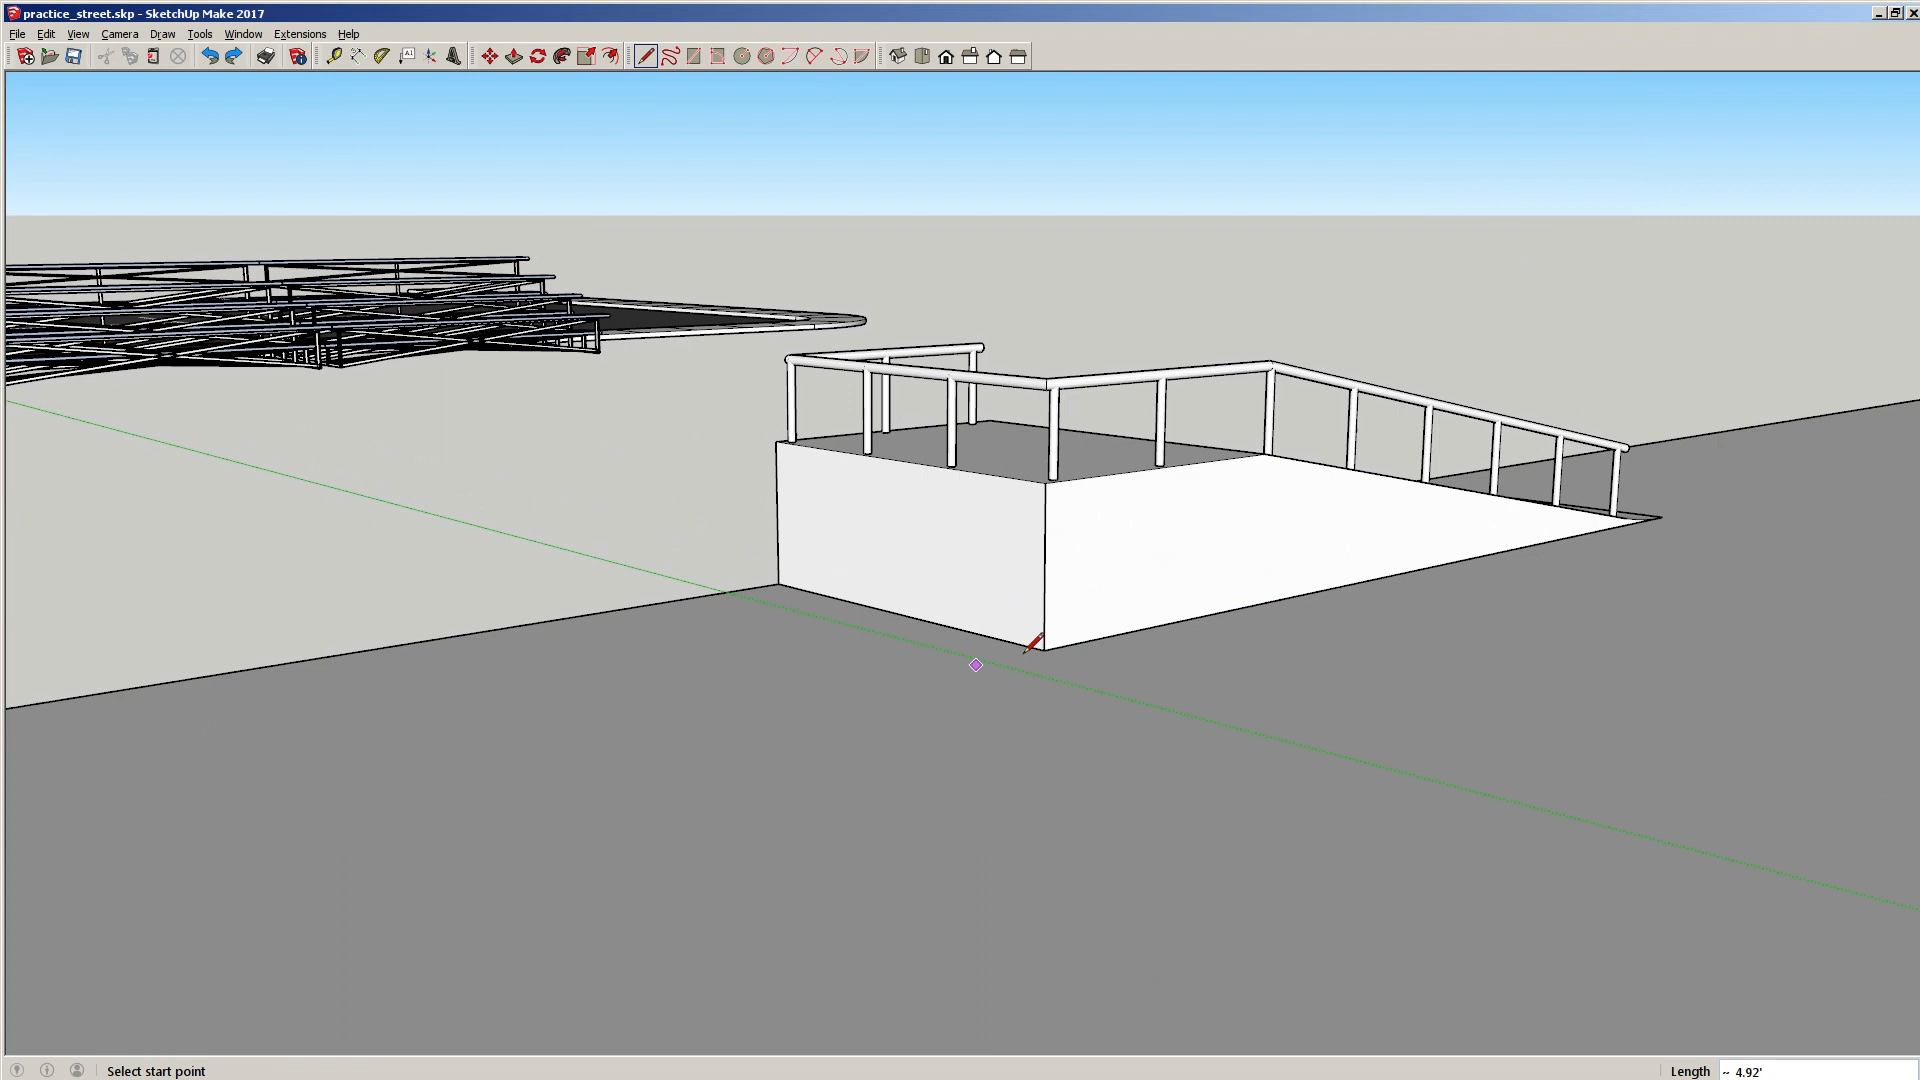 practice_street.skp - SketchUp Make 2017
File Edit View Camera Draw Tools Window Extensions Help
A1
Select start point
Length ~ 4.92'